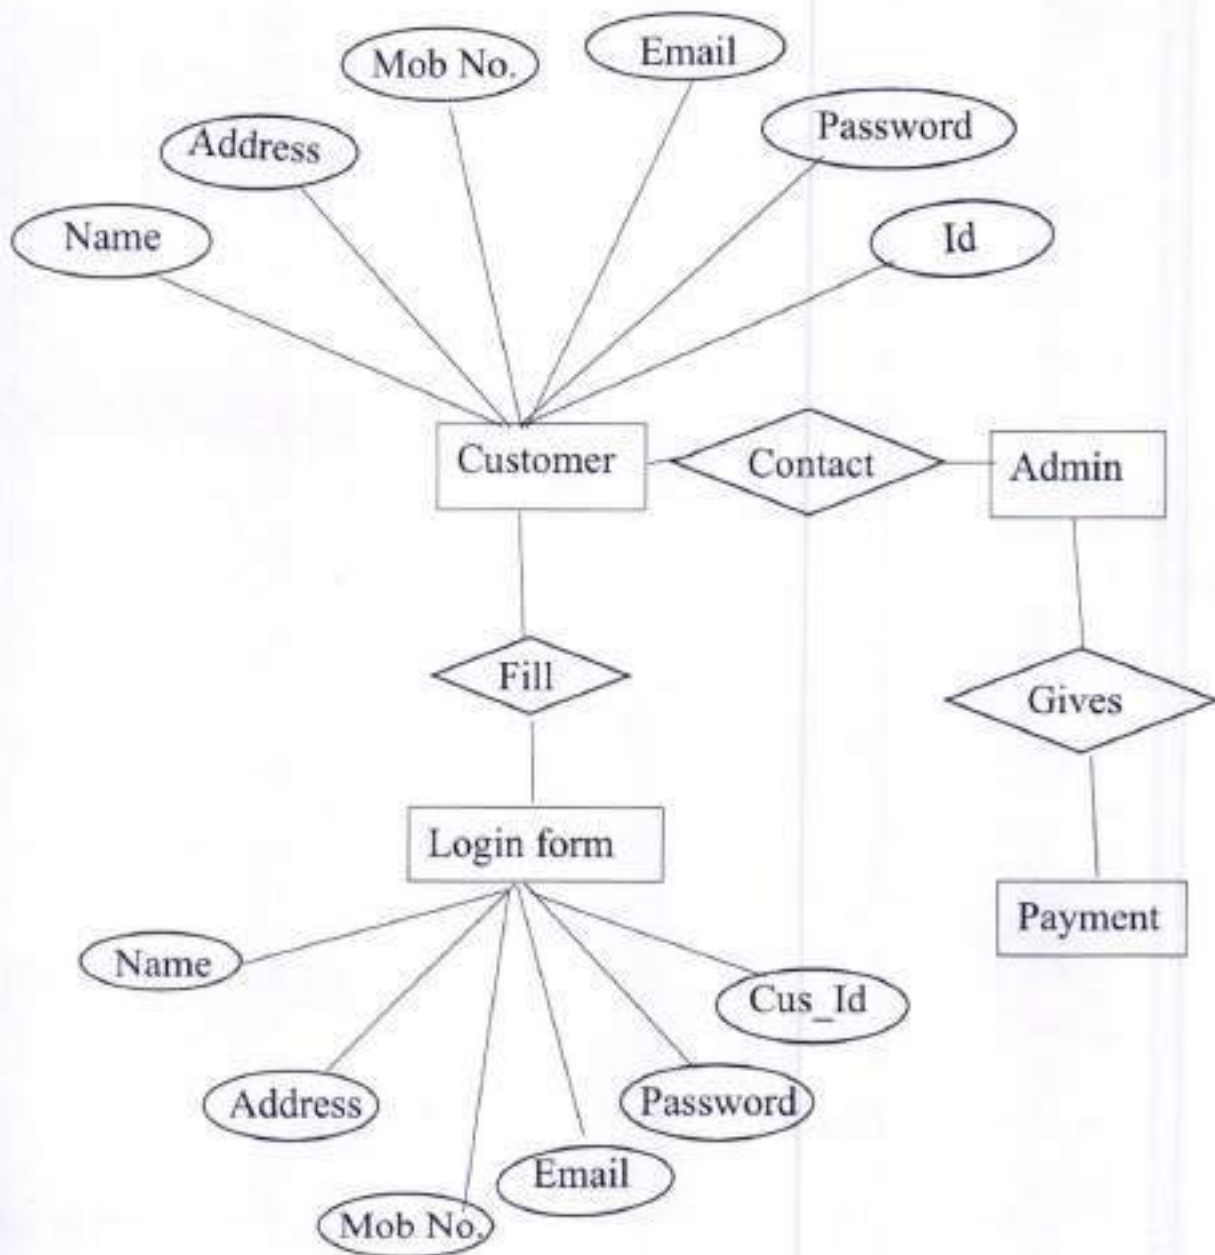 Email
Mob No.
Password
Address
Name
Id
Customer
Contact
Admin
Fill
Gives
Login form
Payment
Name
Cus_Id
Address
Password
Email
Mob No.